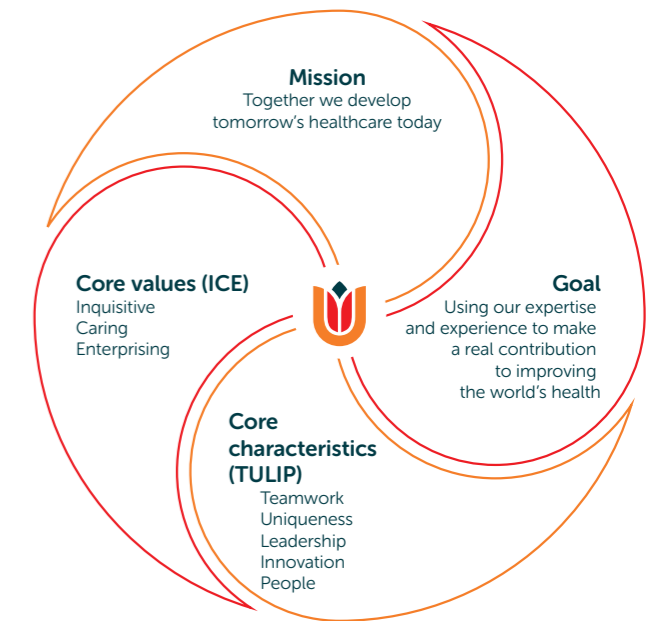 Mission
Together we develop
tomorrow's healthcare today
Core values (ICE)
Inquisitive
Caring
Enterprising
Goal
Using our expertise
and experience to make
a real contribution
to improving
the world's health
Core
characteristics
(TULIP)
Teamwork
Uniqueness
Leadership
Innovation
People